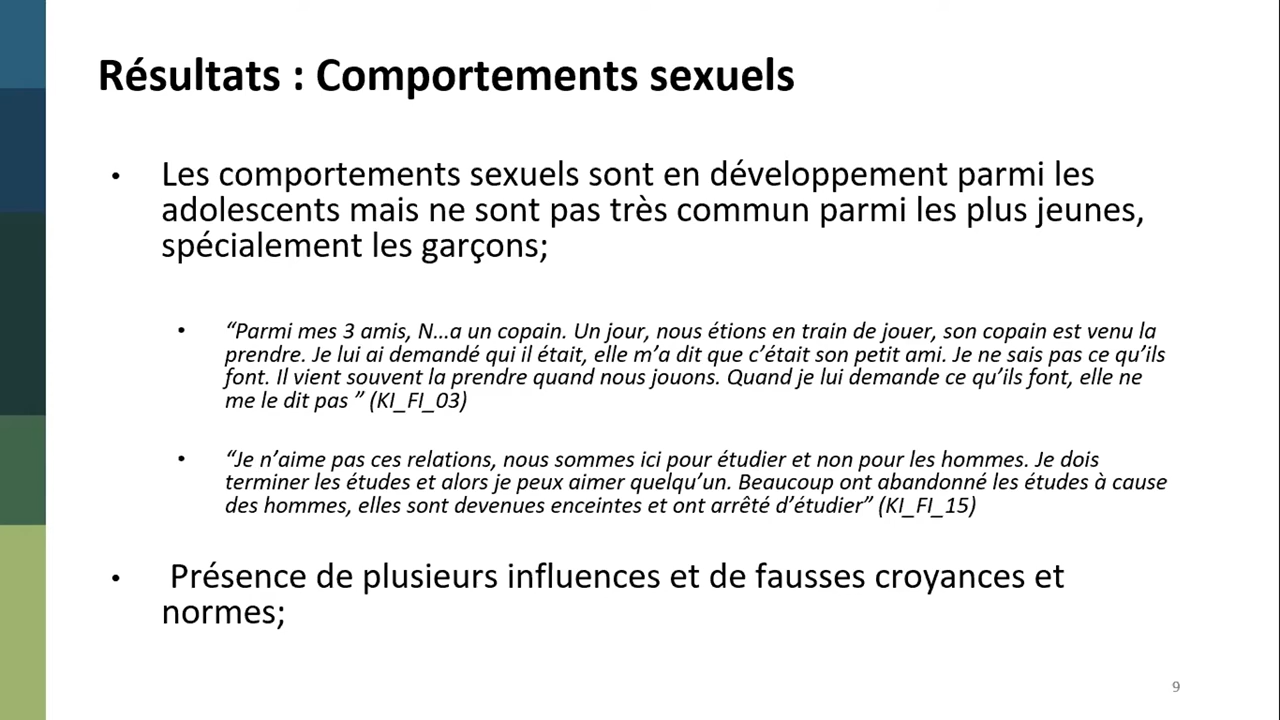 Résultats : Comportements sexuels
• Les comportements sexuels sont en développement parmi les
adolescents mais ne sont pas très commun parmi les plus jeunes,
spécialement les garçons;
• “Parmi mes 3 amis, N…a un copain. Un jour, nous étions en train de jouer, son copain est venu la
prendre. Je lui ai demandé qui il était, elle m’a dit que c’était son petit ami. Je ne sais pas ce qu’ils
font. Il vient souvent la prendre quand nous jouons. Quand je lui demande ce qu’ils font, elle ne
me le dit pas ” (KI_FI_03)
• “Je n’aime pas ces relations, nous sommes ici pour étudier et non pour les hommes. Je dois
terminer les études et alors je peux aimer quelqu’un. Beaucoup ont abandonné les études à cause
des hommes, elles sont devenues enceintes et ont arrêté d’étudier” (KI_FI_15)
• Présence de plusieurs influences et de fausses croyances et
normes;
9